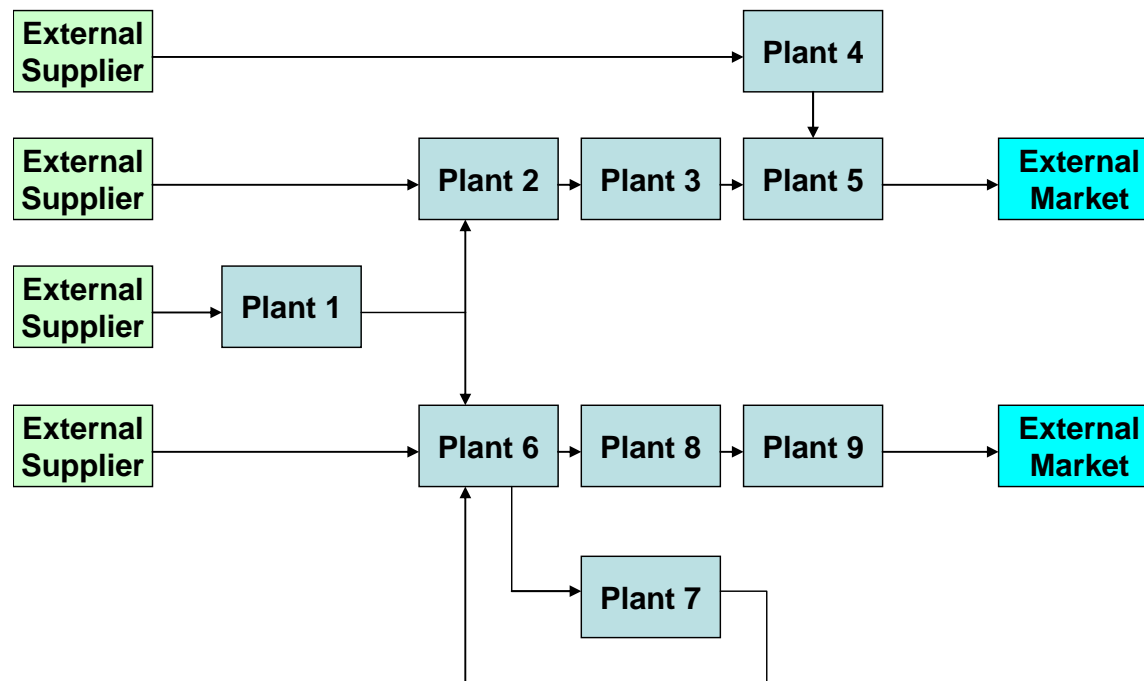 External
Supplier
Plant 4
External
Supplier
Plant 2
Plant 3
Plant 5
External
Market
External
Supplier
Plant 1
External
Supplier
Plant 6
Plant 8
Plant 9
External
Market
Plant 7